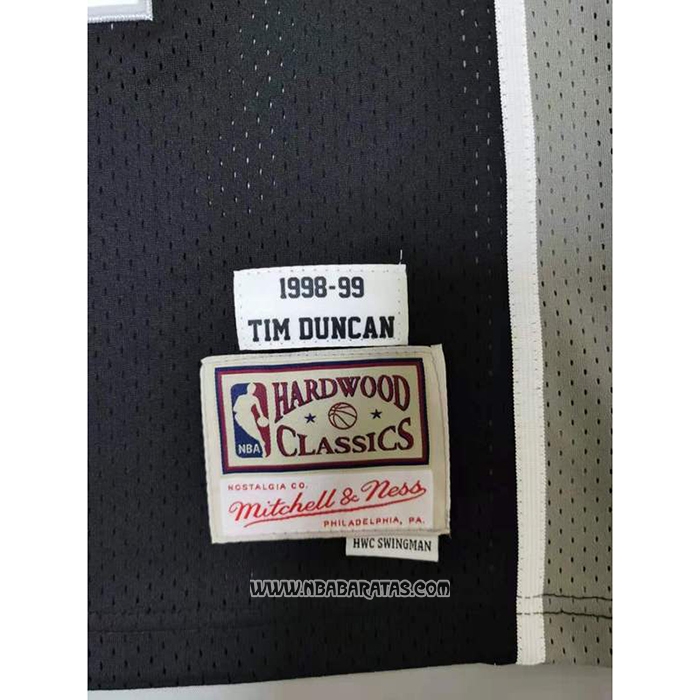 1998-99
TIM DUNCAN
HARDWOOD
CLASSICS
NBA
NOSTALGIA CO.
Mitchell & Ness
PHILADELPHIA, PA.
HWC SWINGMAN
WWW.NBABARATAS.COM